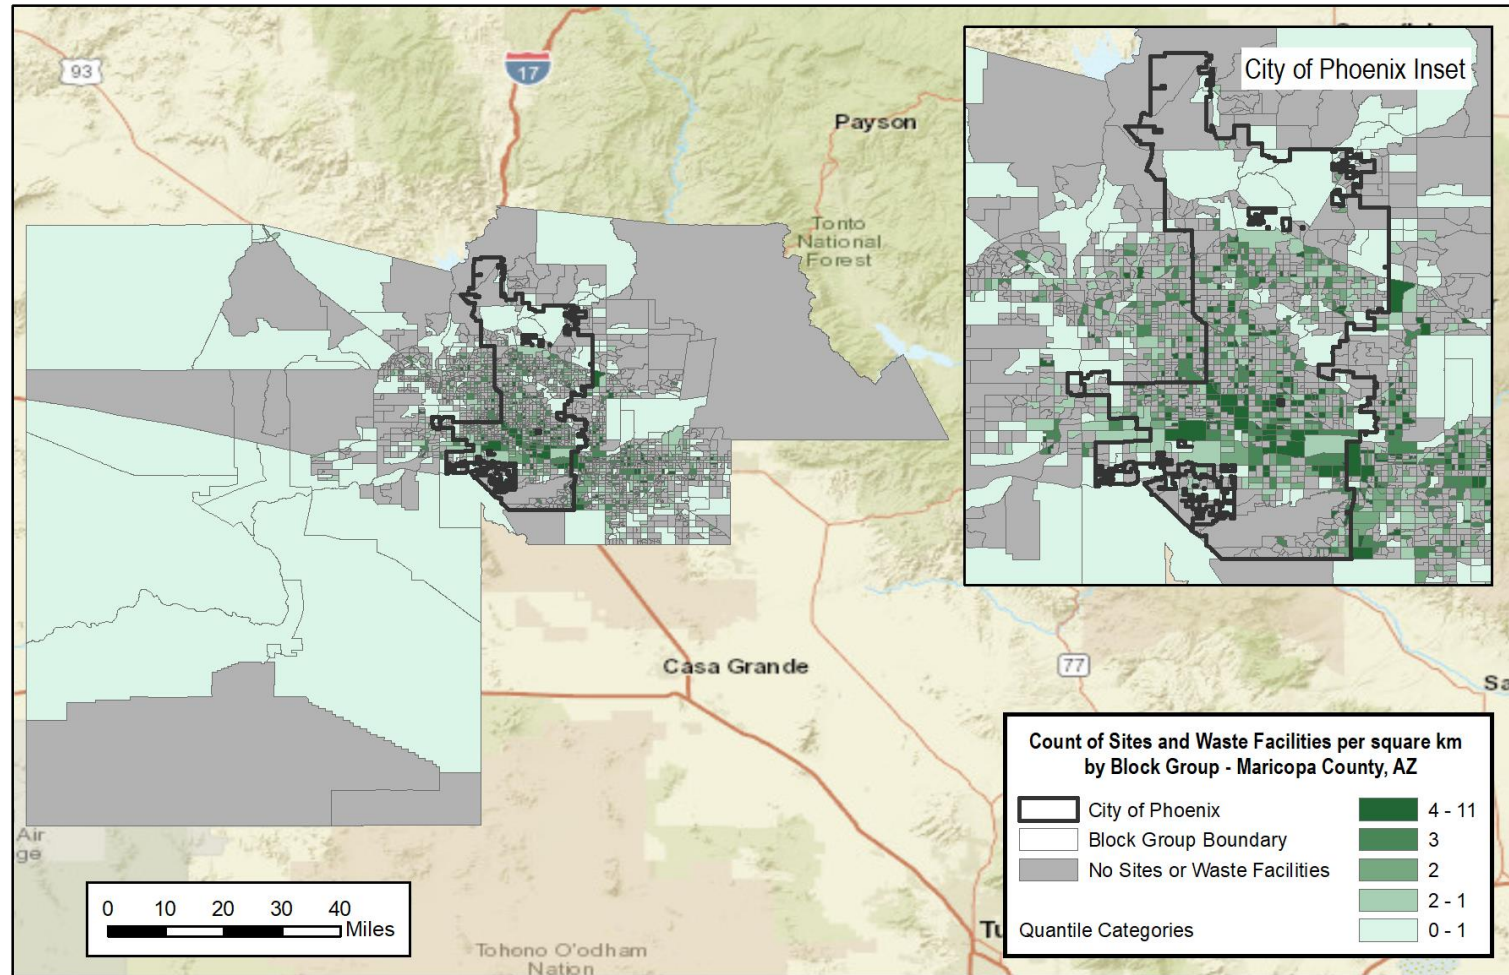 93
17
City of Phoenix Inset
Payson
Tonto
National
Forest
Casa Grande
77
Sa
Air
ge
Tohono O'odham
Nation
Tu
0 10 20 30 40
Miles
Count of Sites and Waste Facilities per square km
by Block Group - Maricopa County, AZ
City of Phoenix
Block Group Boundary
No Sites or Waste Facilities
Quantile Categories
4 - 11
3
2
2 - 1
0 - 1